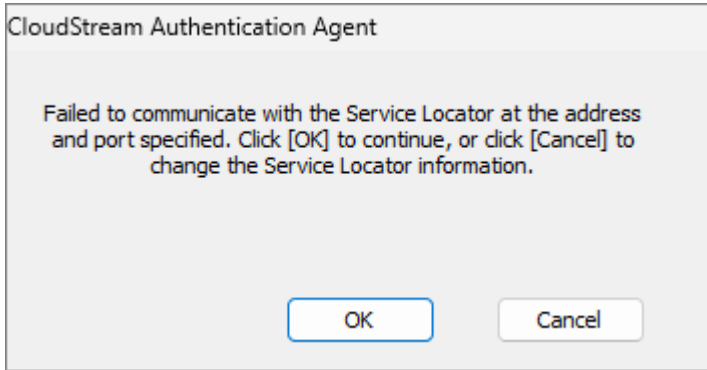 CloudStream Authentication Agent
Failed to communicate with the Service Locator at the address
and port specified. Click [OK] to continue, or click [Cancel] to
change the Service Locator information.
OK
Cancel